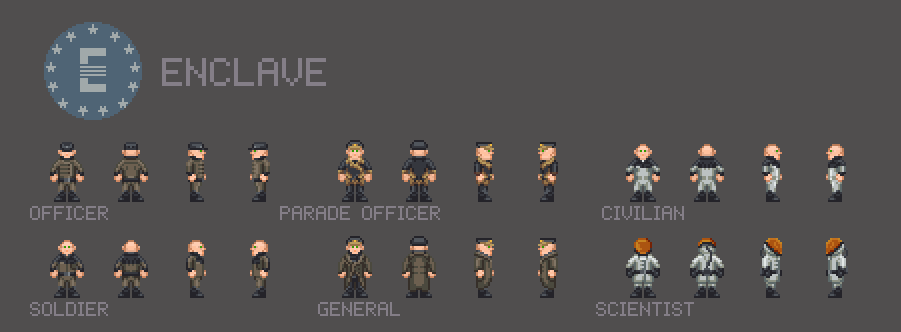 E ENCLAVE
OFFICER PARADE OFFICER CIVILIAN
SOLDIER GENERAL SCIENTIST